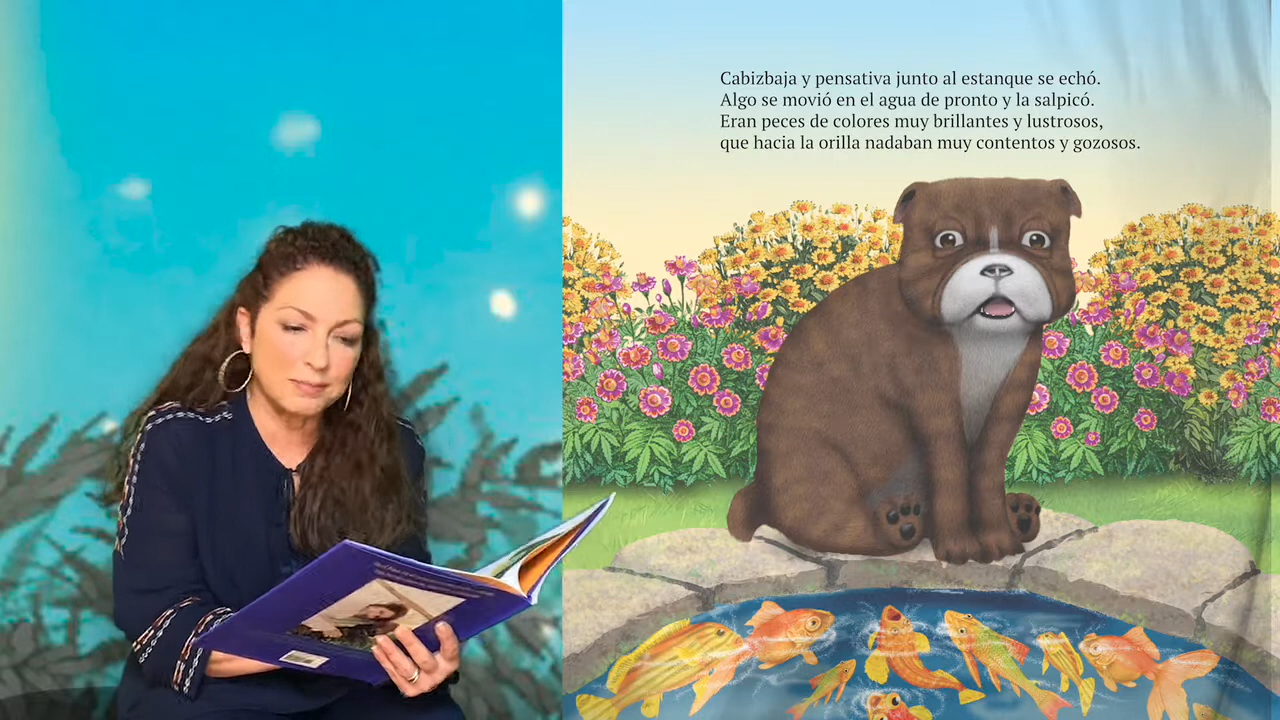 Cabizbaja y pensativa junto al estanque se echó.
Algo se movió en el agua de pronto y la salpicó.
Eran peces de colores muy brillantes y lustrosos,
que hacia la orilla nadaban muy contentos y gozosos.